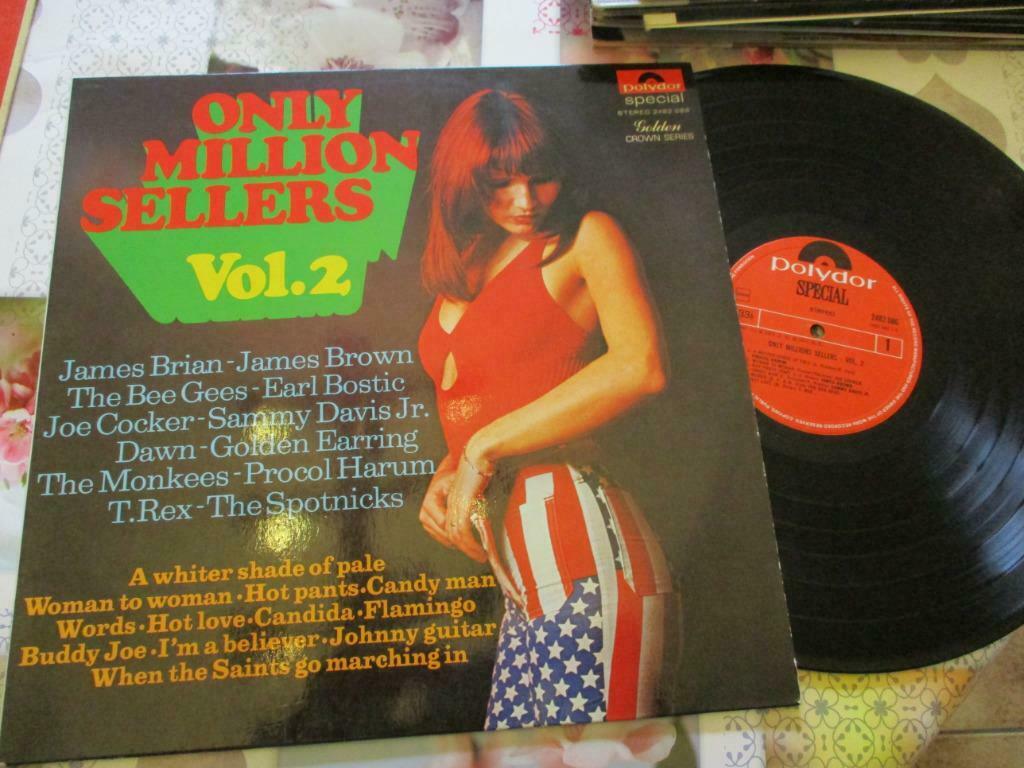 ONLY
MILLION
SELLERS
Vol.2
James Brian-James Brown
The Bee Gees-Earl Bostic
Joe Cocker-Sammy Davis Jr.
Dawn-Golden Earring
The Monkees-Procol Harum
T.Rex-The Spotnicks
A whiter shade of pale
Woman to woman·Hot pants·Candy man
Words·Hot love·Candida·Flamingo
Buddy Joe·I'm a believer·Johnny guitar
When the Saints go marching in
polydor
special
STEREO 2482
Golden
CROWN SERIES
polydor
SPECIAL
stereo
2482
1
ONLY MILLIONS SELLERS - VOL. 2